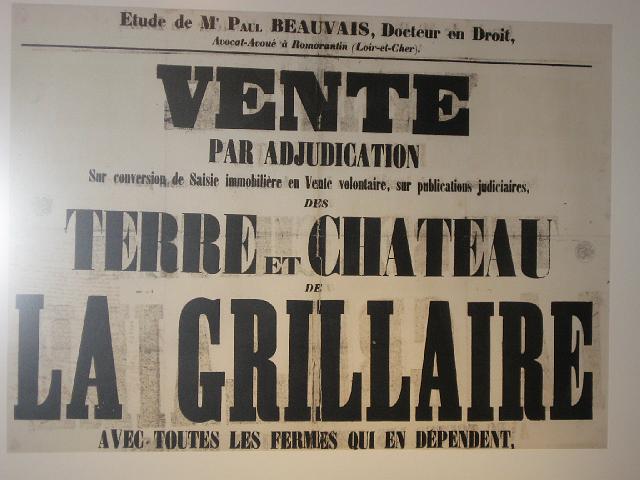 Etude de Mᵉ PAUL BEAUVAIS, Docteur en Droit,
Avocat-Avoué à Romorantin (Loir-et-Cher).
VENTE
PAR ADJUDICATION
Sur conversion de Saisie immobilière en Vente volontaire, sur publications judiciaires,
DES
TERRE ET CHATEAU
DE
LA GRILLAIRE
AVEC TOUTES LES FERMES QUI EN DÉPENDENT,